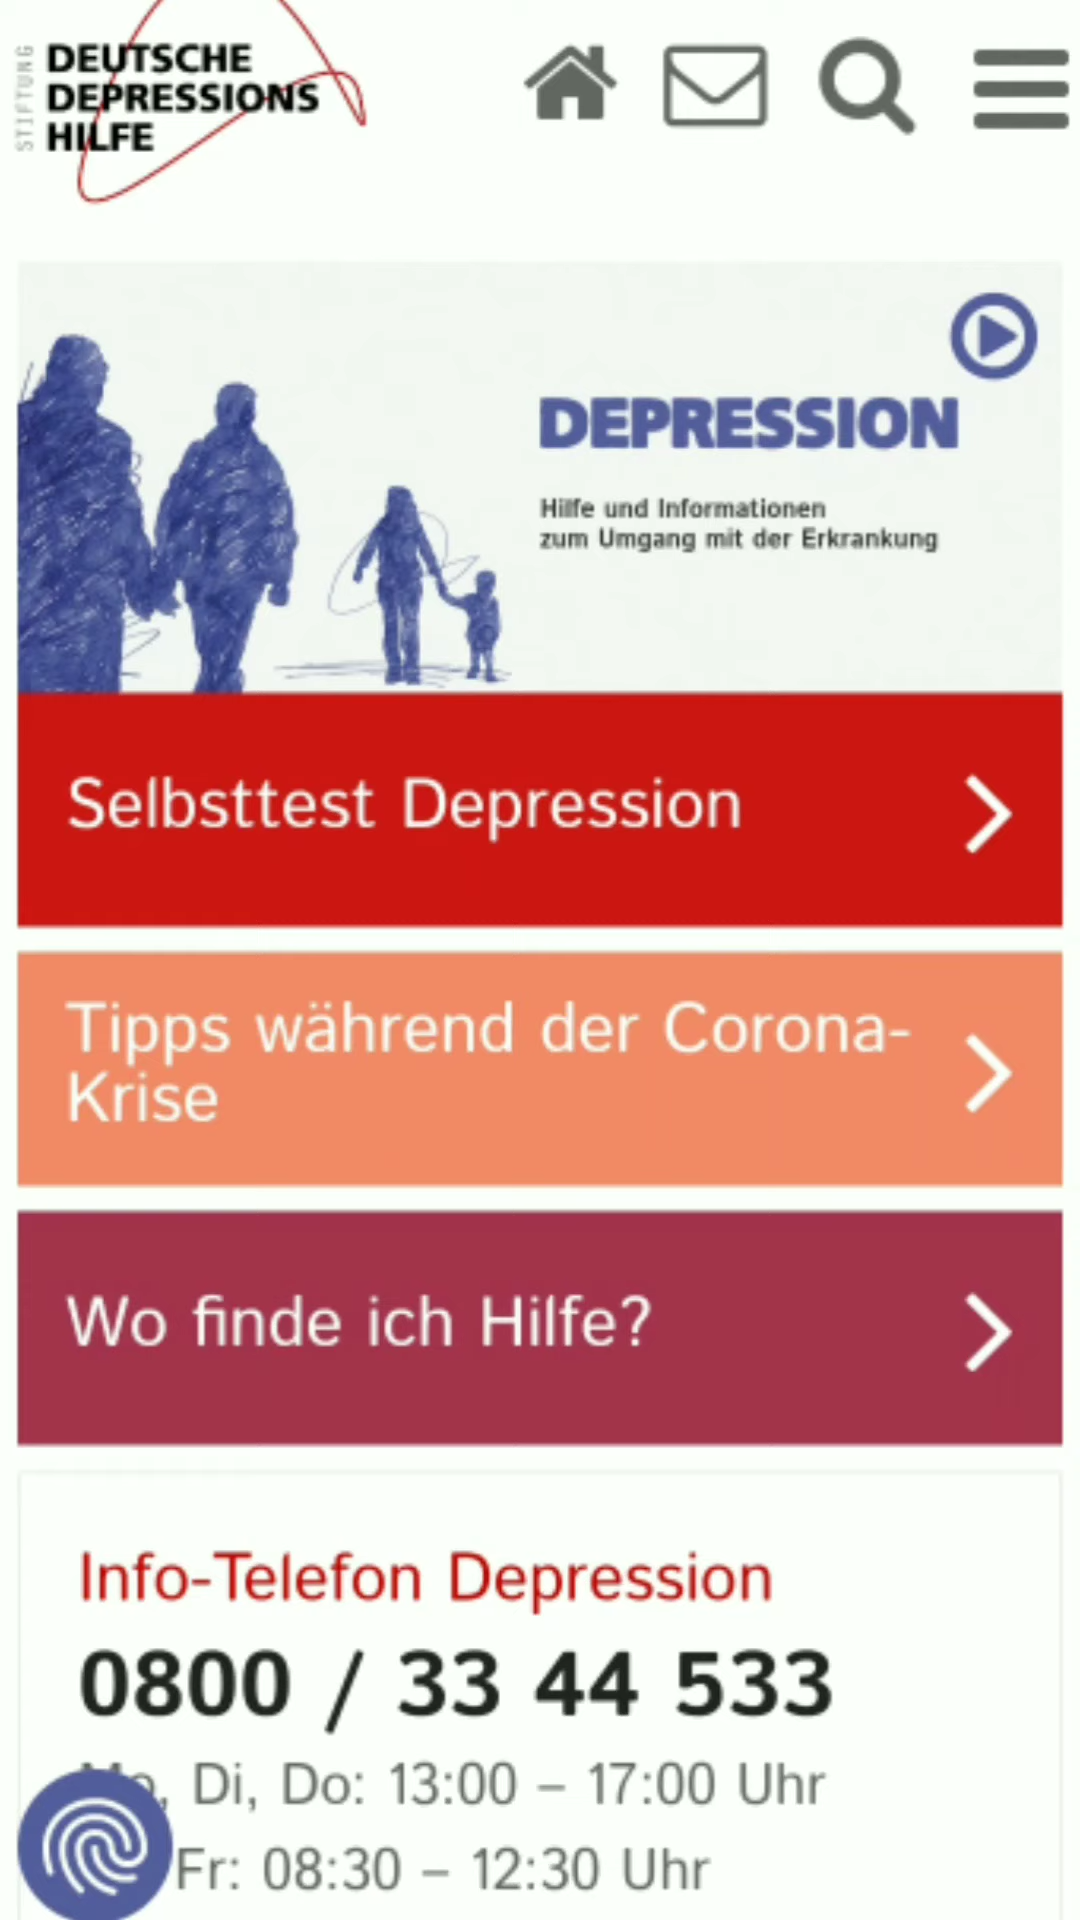 STIFTUNG
DEUTSCHE
DEPRESSIONS
HILFE
DEPRESSION
Hilfe und Informationen
zum Umgang mit der Erkrankung
Selbsttest Depression
Tipps während der Corona-
Krise
Wo finde ich Hilfe?
Info-Telefon Depression
0800 / 33 44 533
Mo, Di, Do: 13:00 – 17:00 Uhr
Fr: 08:30 – 12:30 Uhr